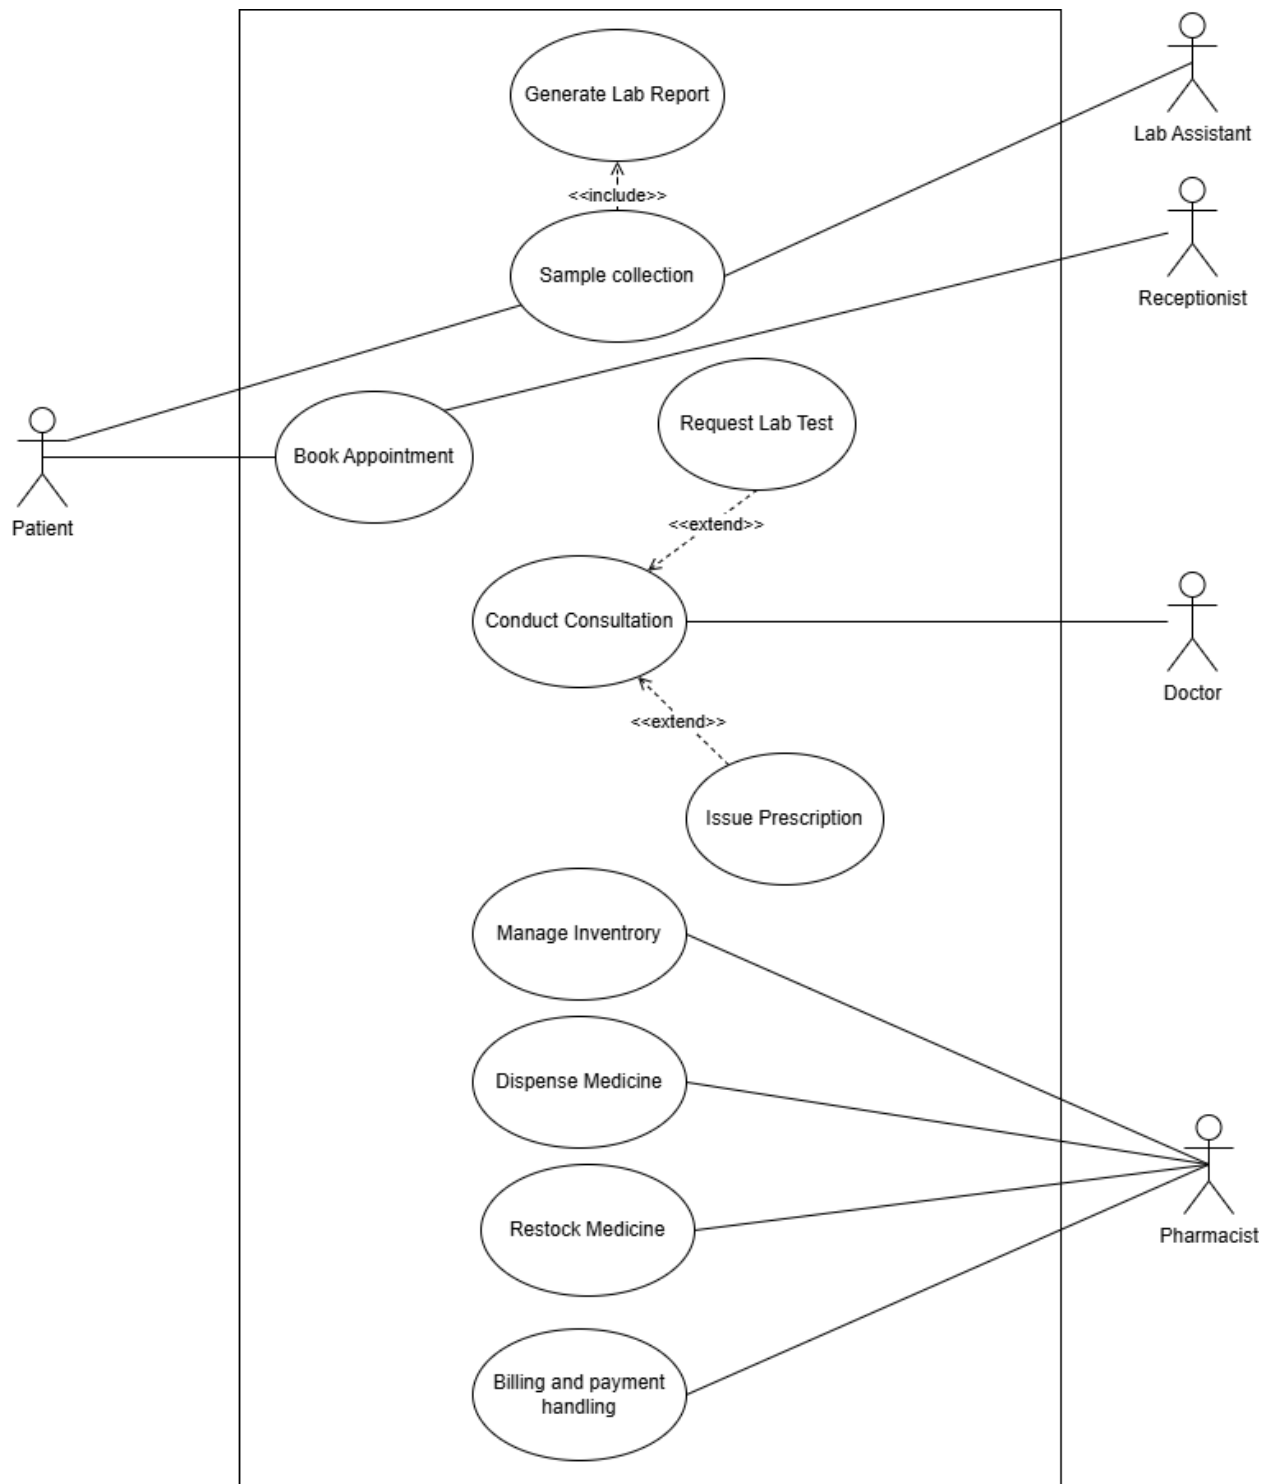 Generate Lab Report
Lab Assistant
<<include>>
Sample collection
Receptionist
Request Lab Test
Book Appointment
Patient
<<extend>>
Conduct Consultation
Doctor
<<extend>>
Issue Prescription
Manage Inventrory
Dispense Medicine
Restock Medicine
Pharmacist
Billing and payment
handling